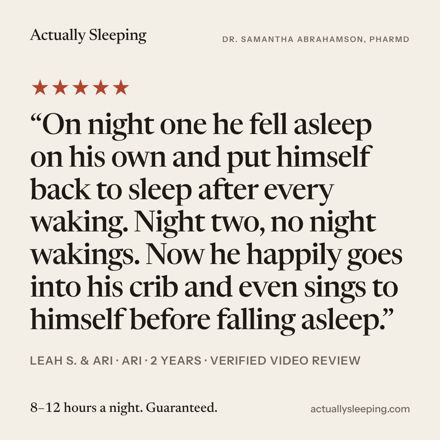 Actually Sleeping
DR. SAMANTHA ABRAHAMSON, PHARMD
★★★★★
“On night one he fell asleep
on his own and put himself
back to sleep after every
waking. Night two, no night
wakings. Now he happily goes
into his crib and even sings to
himself before falling asleep.”
LEAH S. & ARI · ARI · 2 YEARS · VERIFIED VIDEO REVIEW
8–12 hours a night. Guaranteed.
actuallysleeping.com